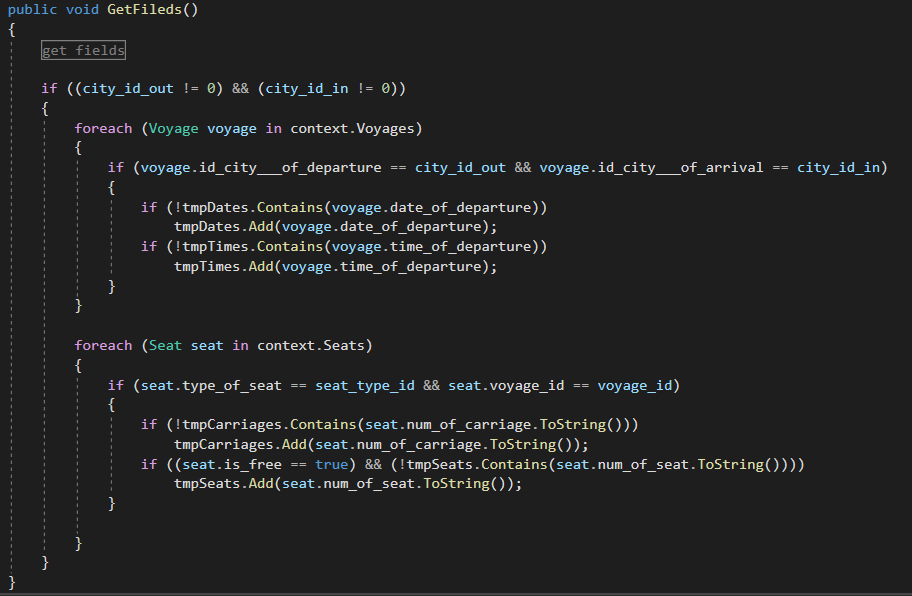 public void GetFileds()
{
get fields
if ((city_id_out != 0) && (city_id_in != 0))
{
foreach (Voyage voyage in context.Voyages)
{
if (voyage.id_city___of_departure == city_id_out && voyage.id_city___of_arrival == city_id_in)
{
if (!tmpDates.Contains(voyage.date_of_departure))
tmpDates.Add(voyage.date_of_departure);
if (!tmpTimes.Contains(voyage.time_of_departure))
tmpTimes.Add(voyage.time_of_departure);
}
}
foreach (Seat seat in context.Seats)
{
if (seat.type_of_seat == seat_type_id && seat.voyage_id == voyage_id)
{
if (!tmpCarriages.Contains(seat.num_of_carriage.ToString()))
tmpCarriages.Add(seat.num_of_carriage.ToString());
if ((seat.is_free == true) && (!tmpSeats.Contains(seat.num_of_seat.ToString())))
tmpSeats.Add(seat.num_of_seat.ToString());
}
}
}
}